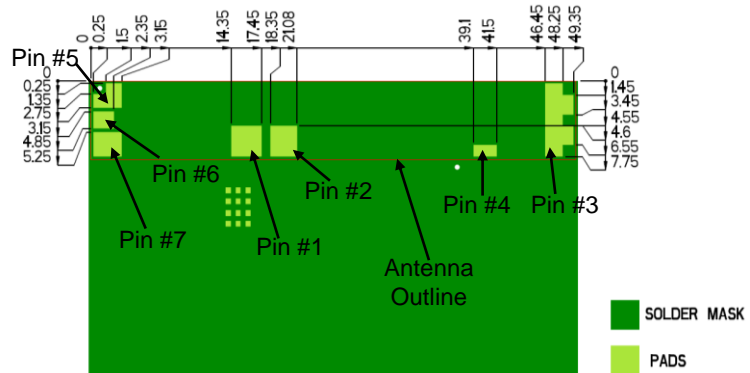 0
0.25
1.5
2.35
3.15
14.35
17.45
18.35
21.08
39.1
41.5
46.45
48.25
49.35
Pin #5
0
0.25
1.35
2.75
3.15
4.85
5.25
0
1.45
3.45
4.55
4.6
6.55
7.75
Pin #6
Pin #7
Pin #1
Pin #2
Pin #4
Pin #3
Antenna
Outline
SOLDER MASK
PADS